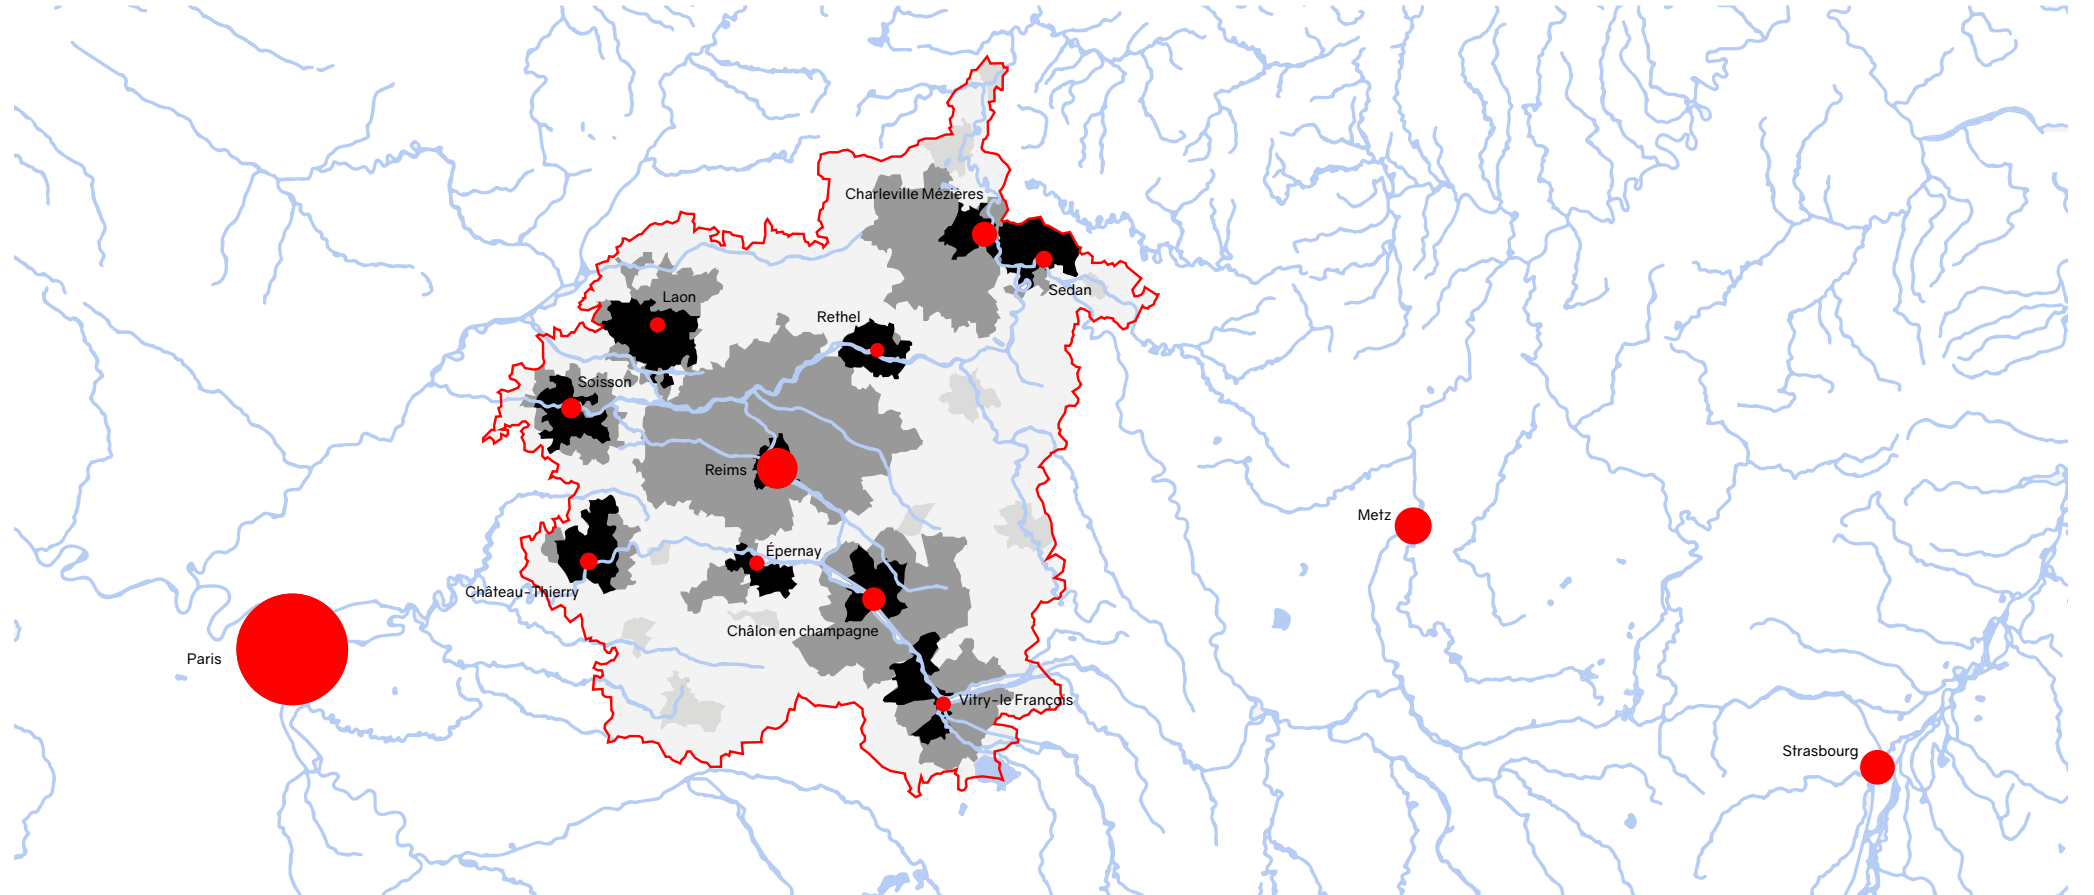 Charleville Mézières
Sedan
Laon
Rethel
Soisson
Reims
Metz
Épernay
Château-Thierry
Châlon en champagne
Paris
Vitry-le François
Strasbourg